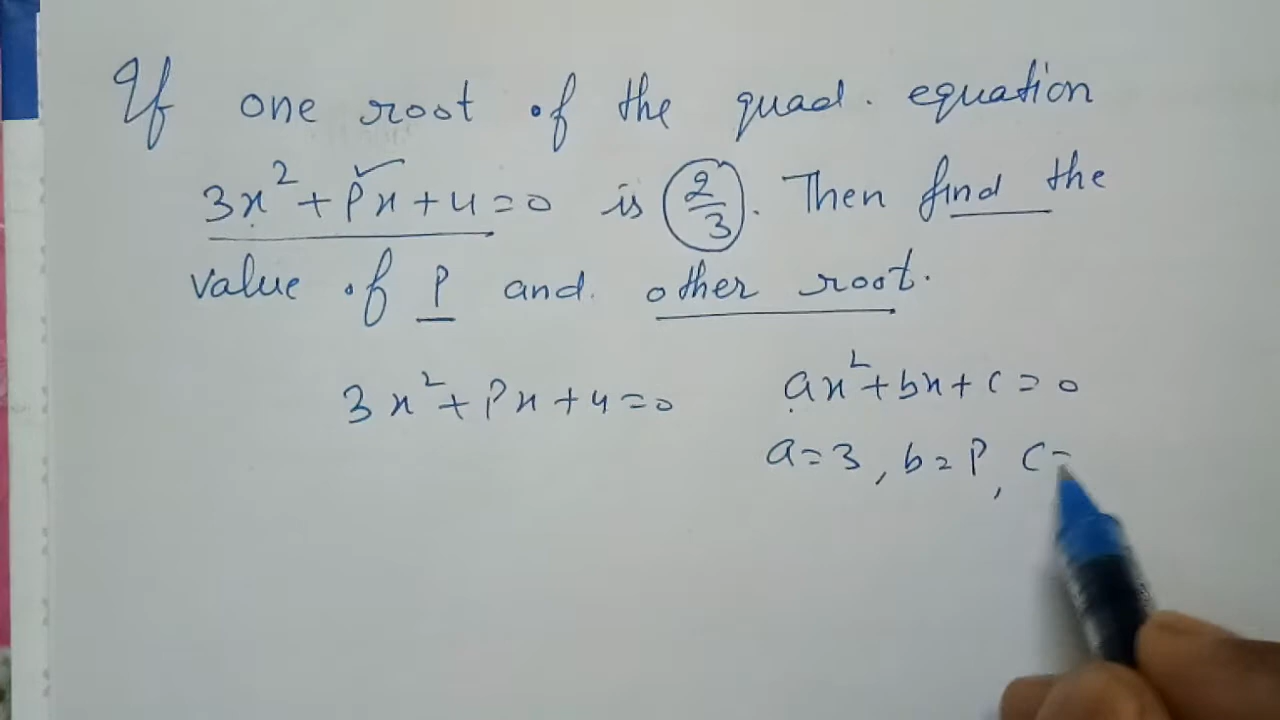 If one root of the quad. equation
3x² + Px + 4 = 0 is 2/3. Then find the
value of P and other root.
3x² + Px + 4 = 0
ax² + bx + c = 0
a = 3, b = P, c =